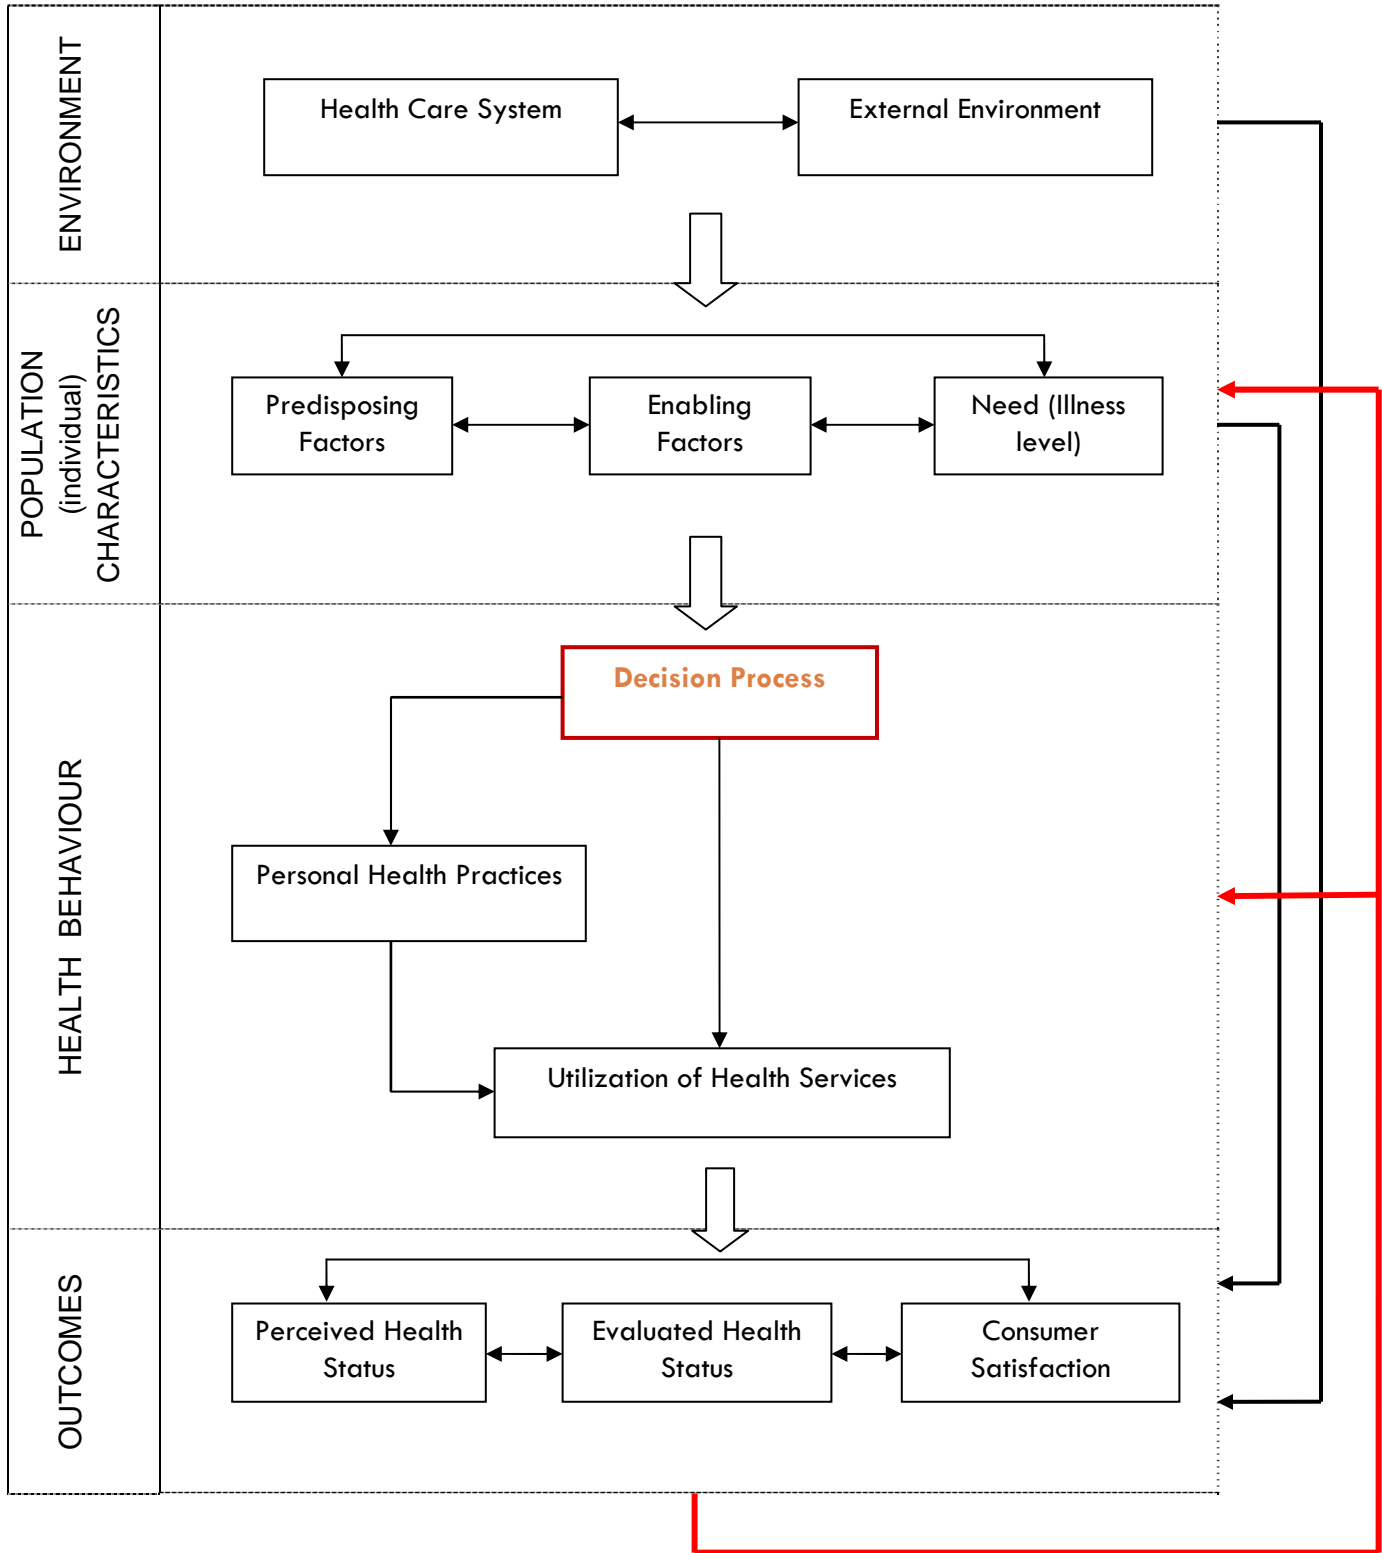 ENVIRONMENT
Health Care System
External Environment
POPULATION
(individual)
CHARACTERISTICS
Predisposing
Factors
Enabling
Factors
Need (Illness
level)
HEALTH BEHAVIOUR
Decision Process
Personal Health Practices
Utilization of Health Services
OUTCOMES
Perceived Health
Status
Evaluated Health
Status
Consumer
Satisfaction